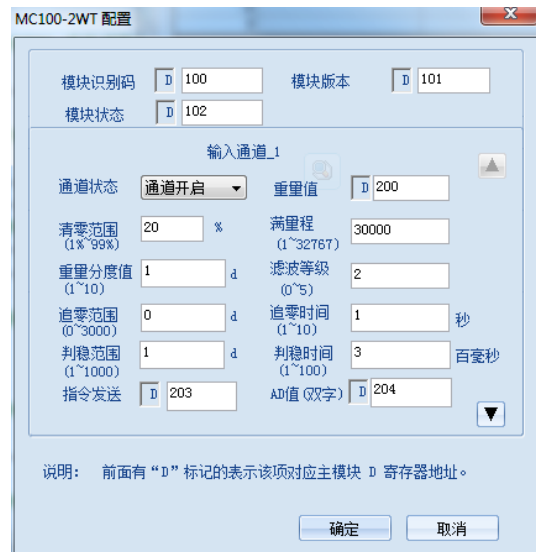 MC100-2WT 配置
模块识别码 D 100 模块版本 D 101
模块状态 D 102
输入通道_1
通道状态 通道开启 重量值 D 200
清零范围 20 % 满量程 30000
(1%~99%) (1~32767)
重量分度值 1 d 滤波等级 2
(1~10) (0~5)
追零范围 0 d 追零时间 1 秒
(0~3000) (1~10)
判稳范围 1 d 判稳时间 3 百毫秒
(1~1000) (1~100)
指令发送 D 203 AD值(双字) D 204
说明: 前面有“D”标记的表示该项对应主模块 D 寄存器地址。
确定 取消